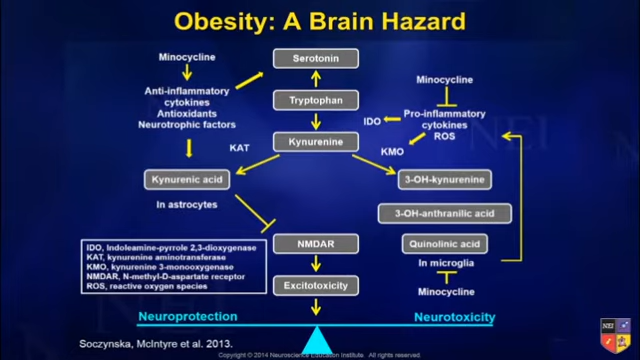 Obesity: A Brain Hazard
Minocycline
Serotonin
Minocycline
Anti-inflammatory
cytokines
Antioxidants
Neurotrophic factors
Tryptophan
IDO
Pro-inflammatory
cytokines
ROS
KAT
Kynurenine
KMO
Kynurenic acid
3-OH-kynurenine
In astrocytes
3-OH-anthranilic acid
NMDAR
Quinolinic acid
In microglia
IDO, Indoleamine-pyrrole 2,3-dioxygenase
KAT, kynurenine aminotransferase
KMO, kynurenine 3-monooxygenase
NMDAR, N-methyl-D-aspartate receptor
ROS, reactive oxygen species
Excitotoxicity
Minocycline
Neuroprotection
Neurotoxicity
Soczynska, McIntyre et al. 2013.
NEI
Copyright © 2014 Neuroscience Education Institute. All rights reserved.